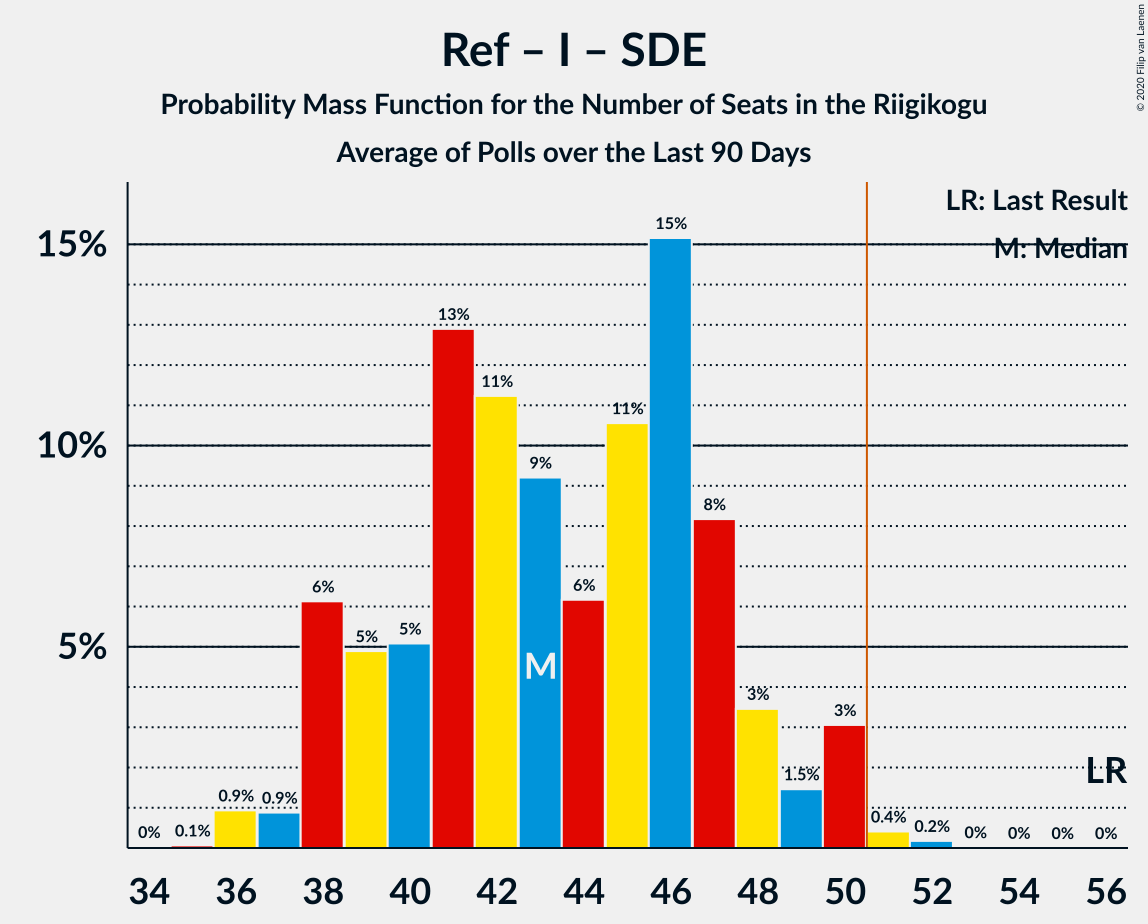 Ref – I – SDE
Probability Mass Function for the Number of Seats in the Riigikogu
Average of Polls over the Last 90 Days
© 2020 Filip van Laenen
LR: Last Result
M: Median
15%
10%
5%
0% 0.1% 0.9% 0.9% 6% 5% 5% 13% 11% 9% 6% 11% 15% 8% 3% 1.5% 3% 0.4% 0.2% 0% 0% 0% 0%
M
LR
34 36 38 40 42 44 46 48 50 52 54 56